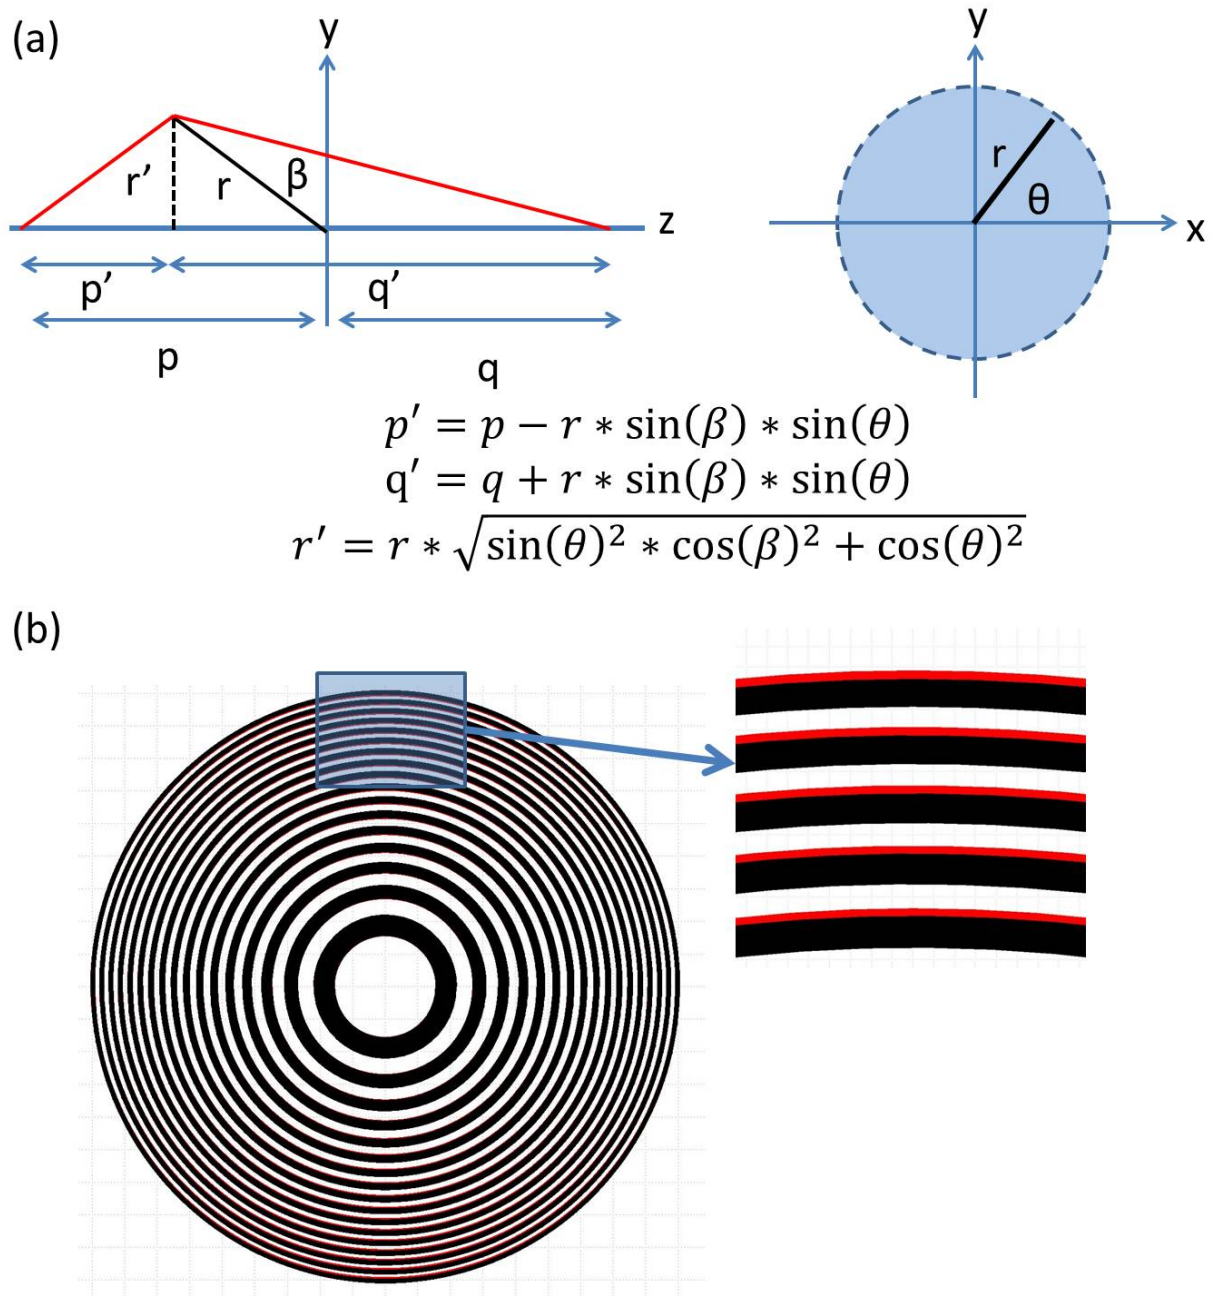 (a)
y
r’
r
β
z
p’
q’
p
q
y
r
θ
x
p′ = p − r ∗ sin(β) ∗ sin(θ)
q′ = q + r ∗ sin(β) ∗ sin(θ)
r′ = r ∗ √sin(θ)² ∗ cos(β)² + cos(θ)²
(b)